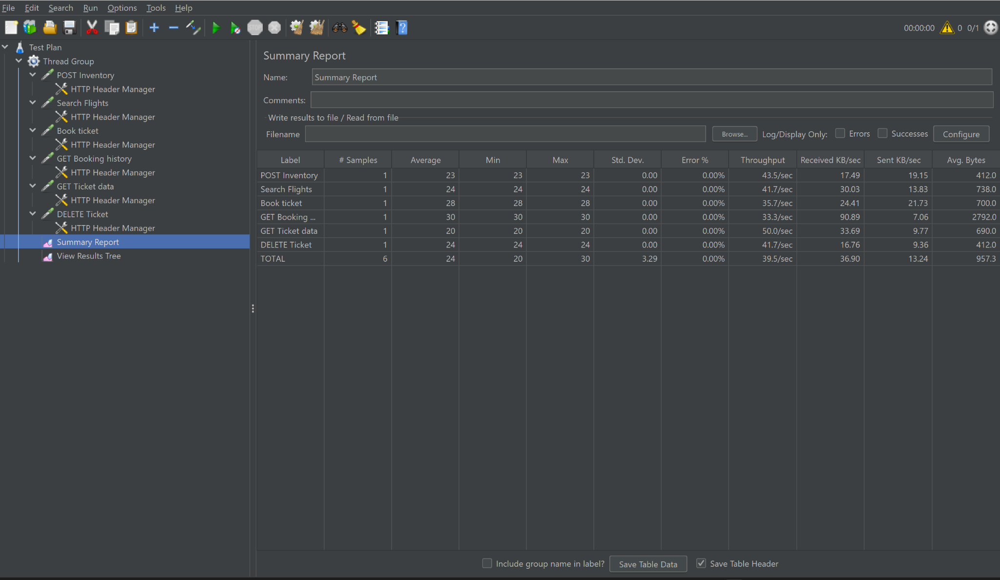 File Edit Search Run Options Tools Help
STOP
00:00:00 0 0/1
Test Plan
Thread Group
POST Inventory
HTTP Header Manager
Search Flights
HTTP Header Manager
Book ticket
HTTP Header Manager
GET Booking history
HTTP Header Manager
GET Ticket data
HTTP Header Manager
DELETE Ticket
HTTP Header Manager
Summary Report
View Results Tree
Summary Report
Name: Summary Report
Comments:
Write results to file / Read from file
Filename Browse... Log/Display Only: Errors Successes Configure
Label # Samples Average Min Max Std. Dev. Error % Throughput Received KB/sec Sent KB/sec Avg. Bytes
POST Inventory 1 23 23 23 0.00 0.00% 43.5/sec 17.49 19.15 412.0
Search Flights 1 24 24 24 0.00 0.00% 41.7/sec 30.03 13.83 738.0
Book ticket 1 28 28 28 0.00 0.00% 35.7/sec 24.41 21.73 700.0
GET Booking ... 1 30 30 30 0.00 0.00% 33.3/sec 90.89 7.06 2792.0
GET Ticket data 1 20 20 20 0.00 0.00% 50.0/sec 33.69 9.77 690.0
DELETE Ticket 1 24 24 24 0.00 0.00% 41.7/sec 16.76 9.36 412.0
TOTAL 6 24 20 30 3.29 0.00% 39.5/sec 36.90 13.24 957.3
Include group name in label? Save Table Data Save Table Header